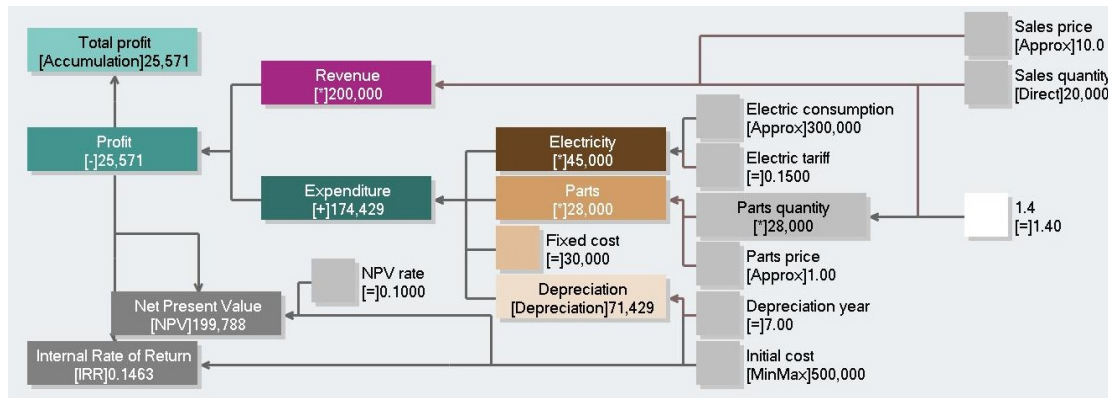 Total profit
[Accumulation]25,571
Profit
[-]25,571
Net Present Value
[NPV]199,788
Internal Rate of Return
[IRR]0.1463
Revenue
[*]200,000
Expenditure
[+]174,429
NPV rate
[=]0.1000
Electricity
[*]45,000
Parts
[*]28,000
Fixed cost
[=]30,000
Depreciation
[Depreciation]71,429
Electric consumption
[Approx]300,000
Electric tariff
[=]0.1500
Parts quantity
[*]28,000
Parts price
[Approx]1.00
Depreciation year
[=]7.00
Initial cost
[MinMax]500,000
Sales price
[Approx]10.0
Sales quantity
[Direct]20,000
1.4
[=]1.40